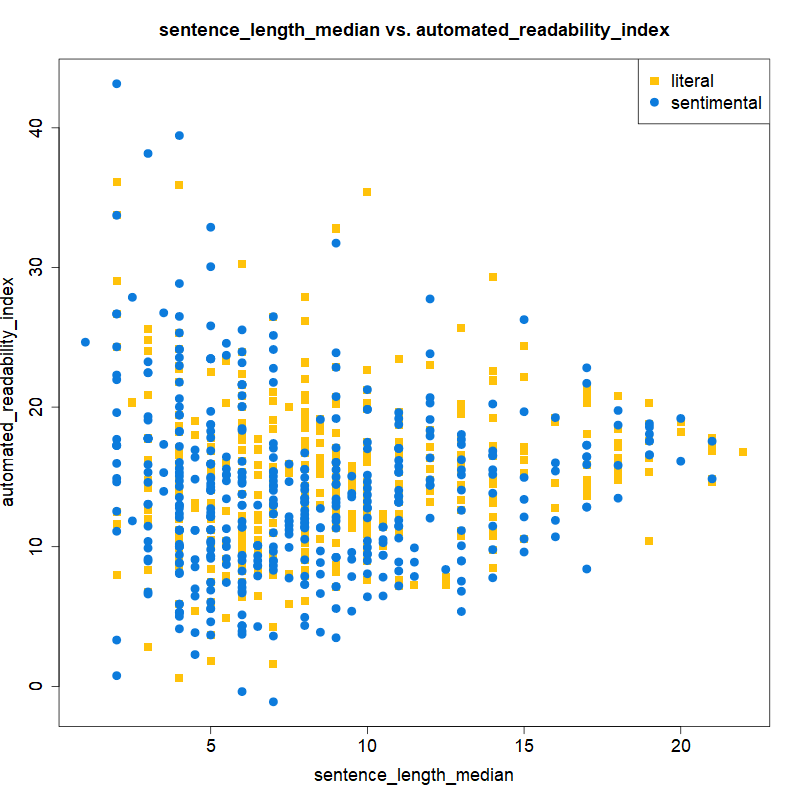 sentence_length_median vs. automated_readability_index
literal
sentimental
automated_readability_index
40
30
20
10
0
5
10
15
20
sentence_length_median